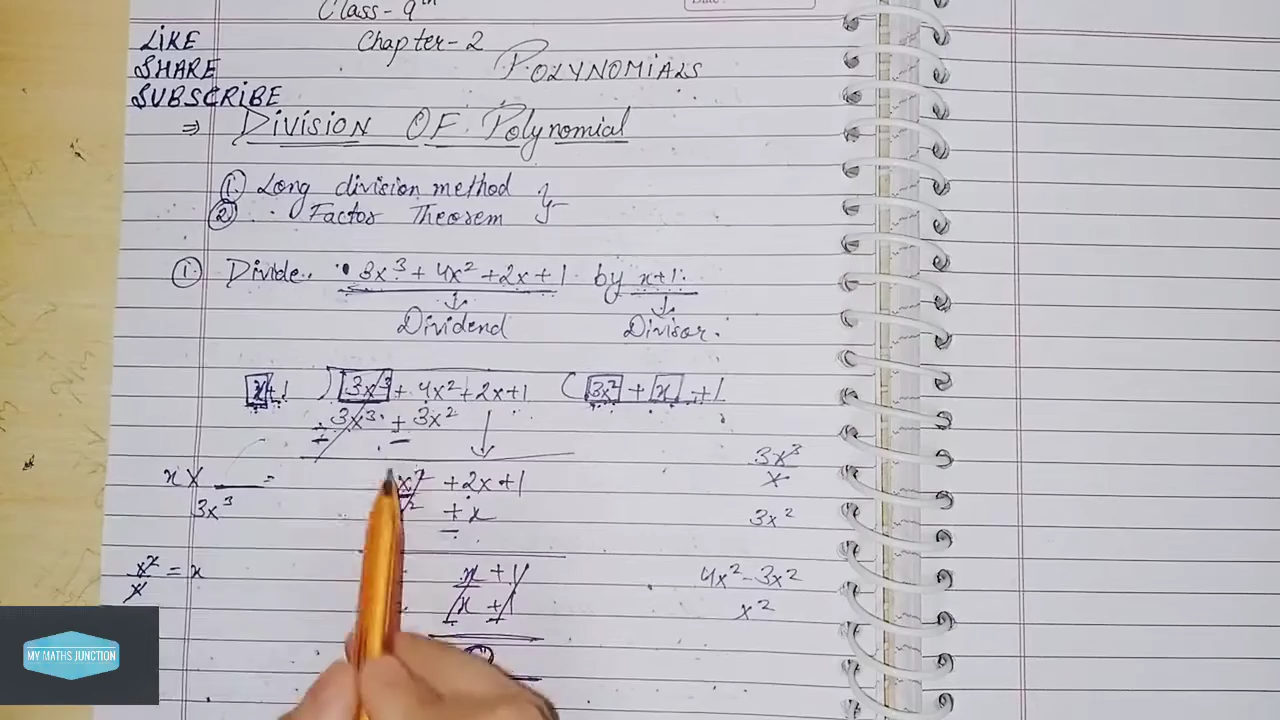 Class-9th
Chapter-2
POLYNOMIALS
LIKE
SHARE
SUBSCRIBE
⇒ DIVISION OF Polynomial
① Long division method }
② Factor Theorem
① Divide 3x³ + 4x² + 2x + 1 by x+1.
Dividend Divisor.
x+1 ) 3x³ + 4x² + 2x + 1 ( 3x² + x + 1
3x³ + 3x²
x² + 2x + 1
+ x
x + 1
x + 1
x × ___ =
3x³
x²/x = x
3x³/x
3x²
4x² - 3x²
x²
MY MATHS JUNCTION